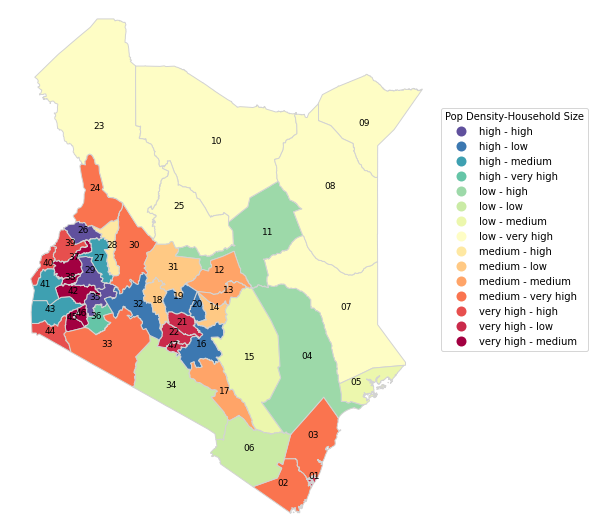 Pop Density-Household Size
high - high
high - low
high - medium
high - very high
low - high
low - low
low - medium
low - very high
medium - high
medium - low
medium - medium
medium - very high
very high - high
very high - low
very high - medium
09
23
10
08
24
25
11
26
39
28
30
27
40
31
12
29
41
42
13
35
18
19
20
14
43
32
07
36
21
44
22
33
47
16
15
04
34
17
05
03
06
01
02